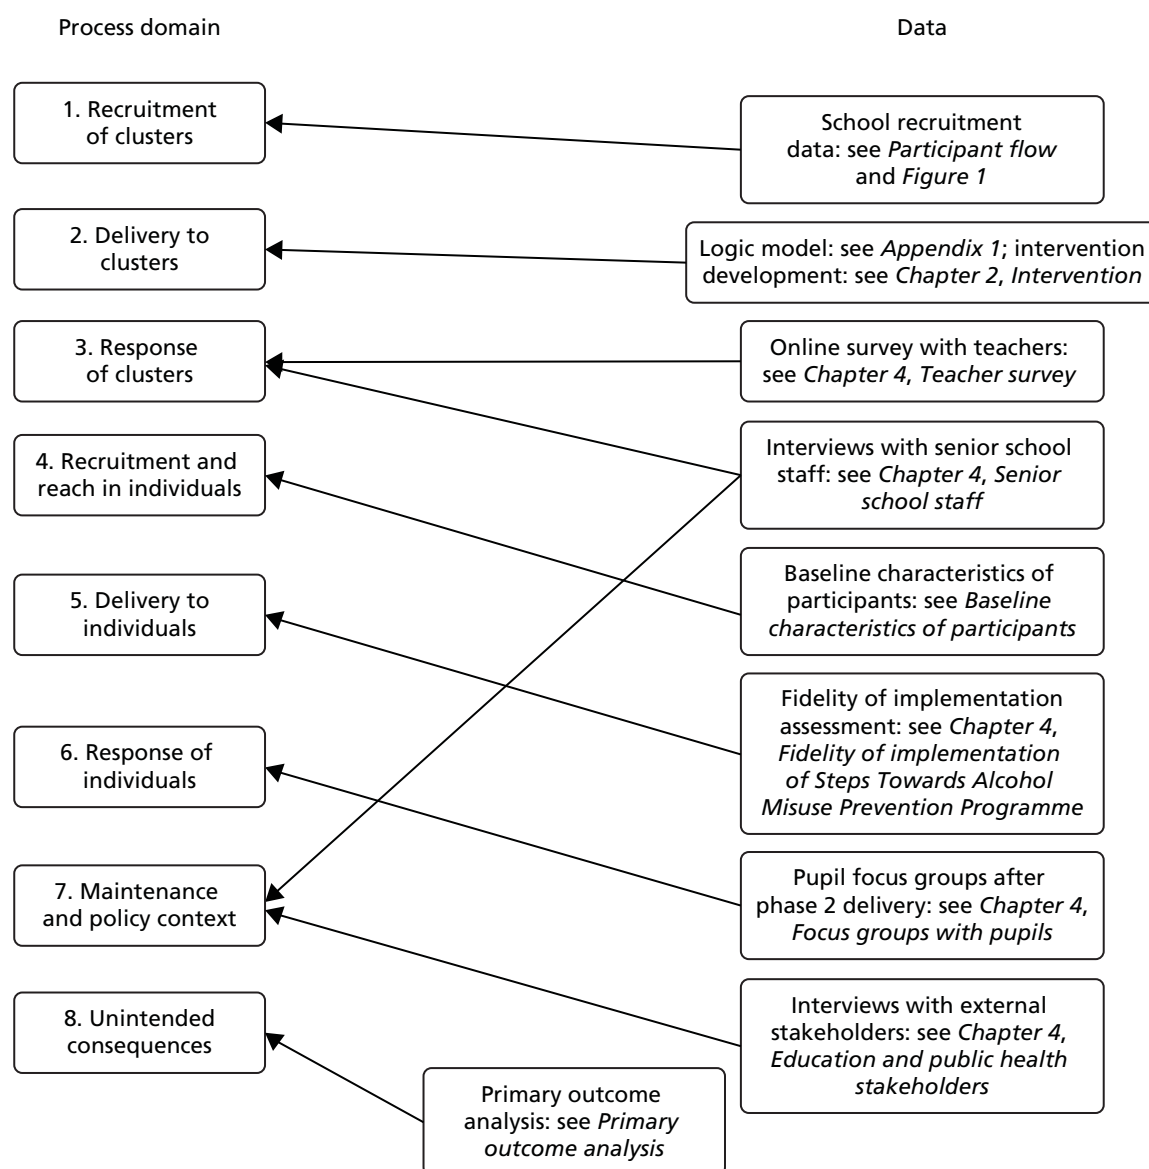 Process domain
Data
1. Recruitment
of clusters
School recruitment
data: see Participant flow
and Figure 1
2. Delivery to
clusters
Logic model: see Appendix 1; intervention
development: see Chapter 2, Intervention
3. Response
of clusters
Online survey with teachers:
see Chapter 4, Teacher survey
4. Recruitment and
reach in individuals
Interviews with senior school
staff: see Chapter 4, Senior
school staff
Baseline characteristics of
participants: see Baseline
characteristics of participants
5. Delivery to
individuals
Fidelity of implementation
assessment: see Chapter 4,
Fidelity of implementation
of Steps Towards Alcohol
Misuse Prevention Programme
6. Response of
individuals
Pupil focus groups after
phase 2 delivery: see Chapter 4,
Focus groups with pupils
7. Maintenance
and policy context
Interviews with external
stakeholders: see Chapter 4,
Education and public health
stakeholders
8. Unintended
consequences
Primary outcome
analysis: see Primary
outcome analysis